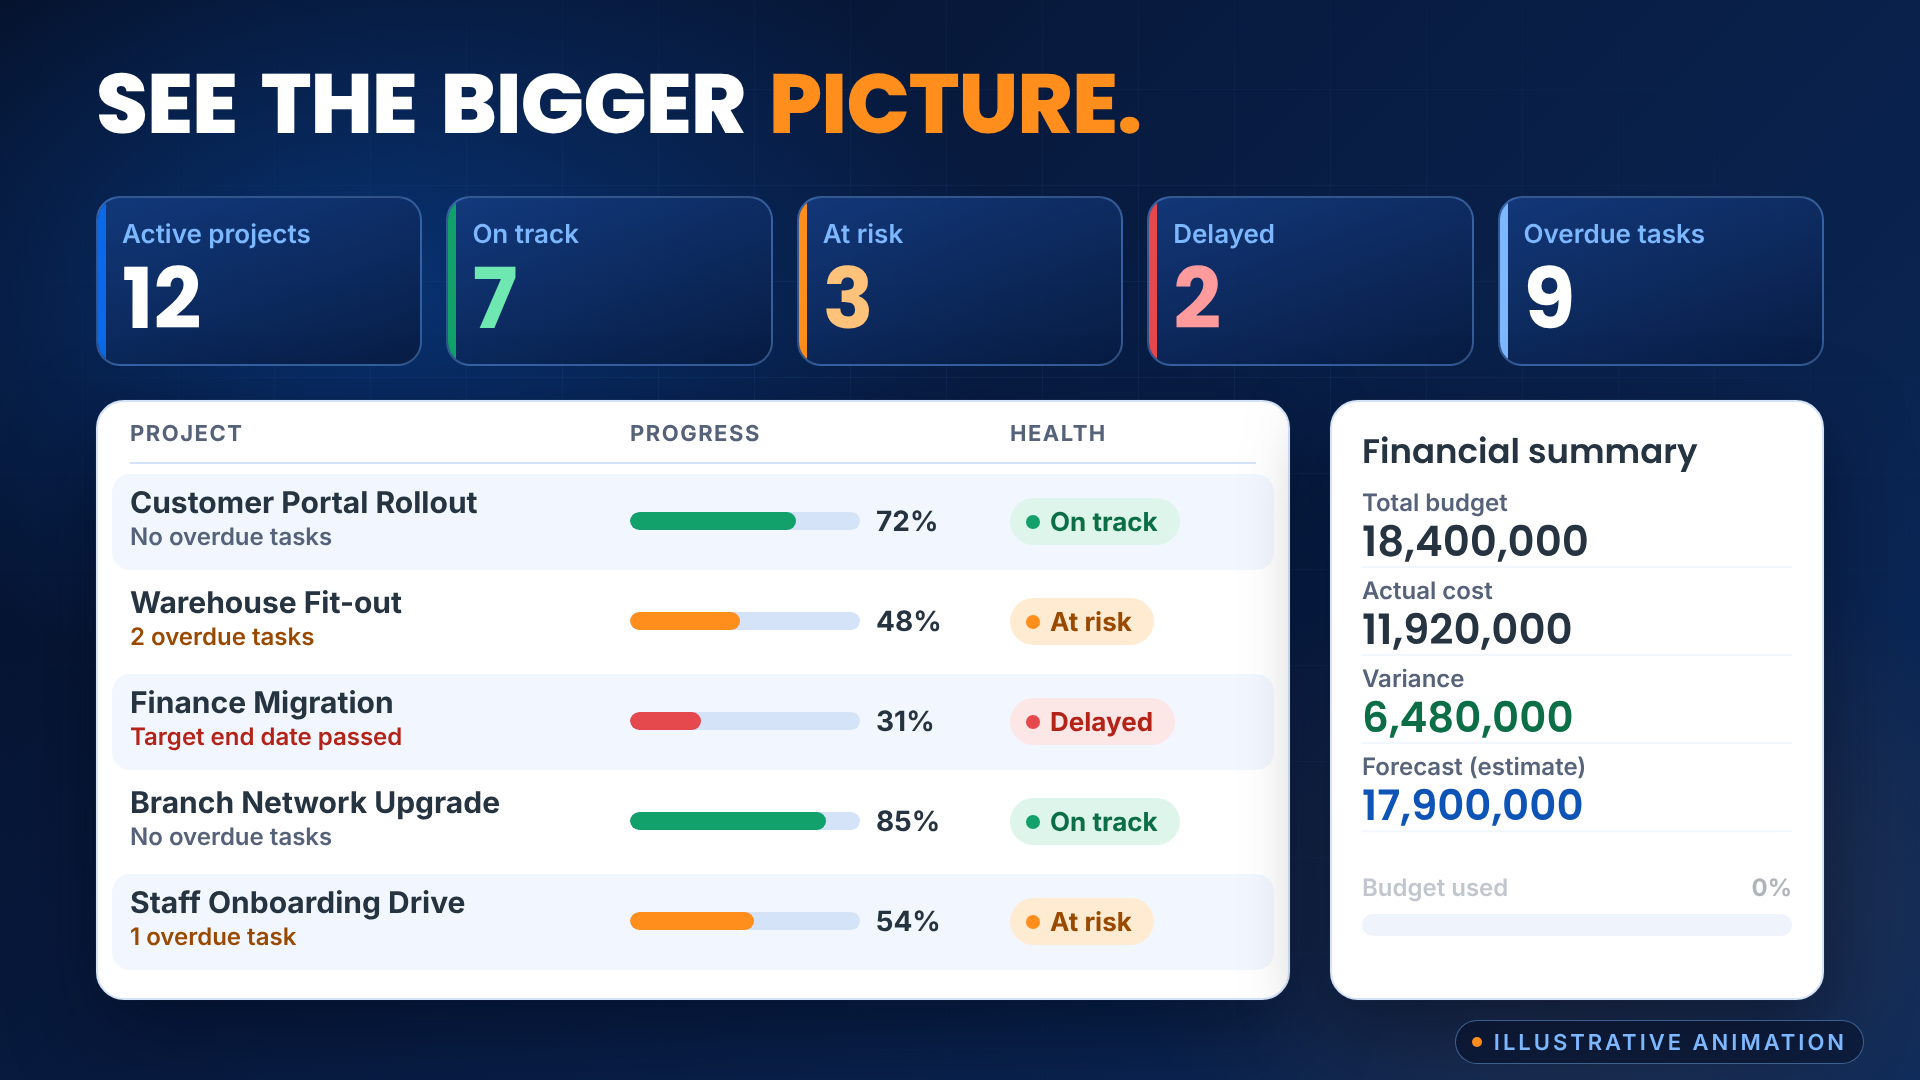 SEE THE BIGGER PICTURE.
Active projects
12
On track
7
At risk
3
Delayed
2
Overdue tasks
9
PROJECT PROGRESS HEALTH
Customer Portal Rollout
No overdue tasks
72%
On track
Warehouse Fit-out
2 overdue tasks
48%
At risk
Finance Migration
Target end date passed
31%
Delayed
Branch Network Upgrade
No overdue tasks
85%
On track
Staff Onboarding Drive
1 overdue task
54%
At risk
Financial summary
Total budget
18,400,000
Actual cost
11,920,000
Variance
6,480,000
Forecast (estimate)
17,900,000
Budget used 0%
ILLUSTRATIVE ANIMATION